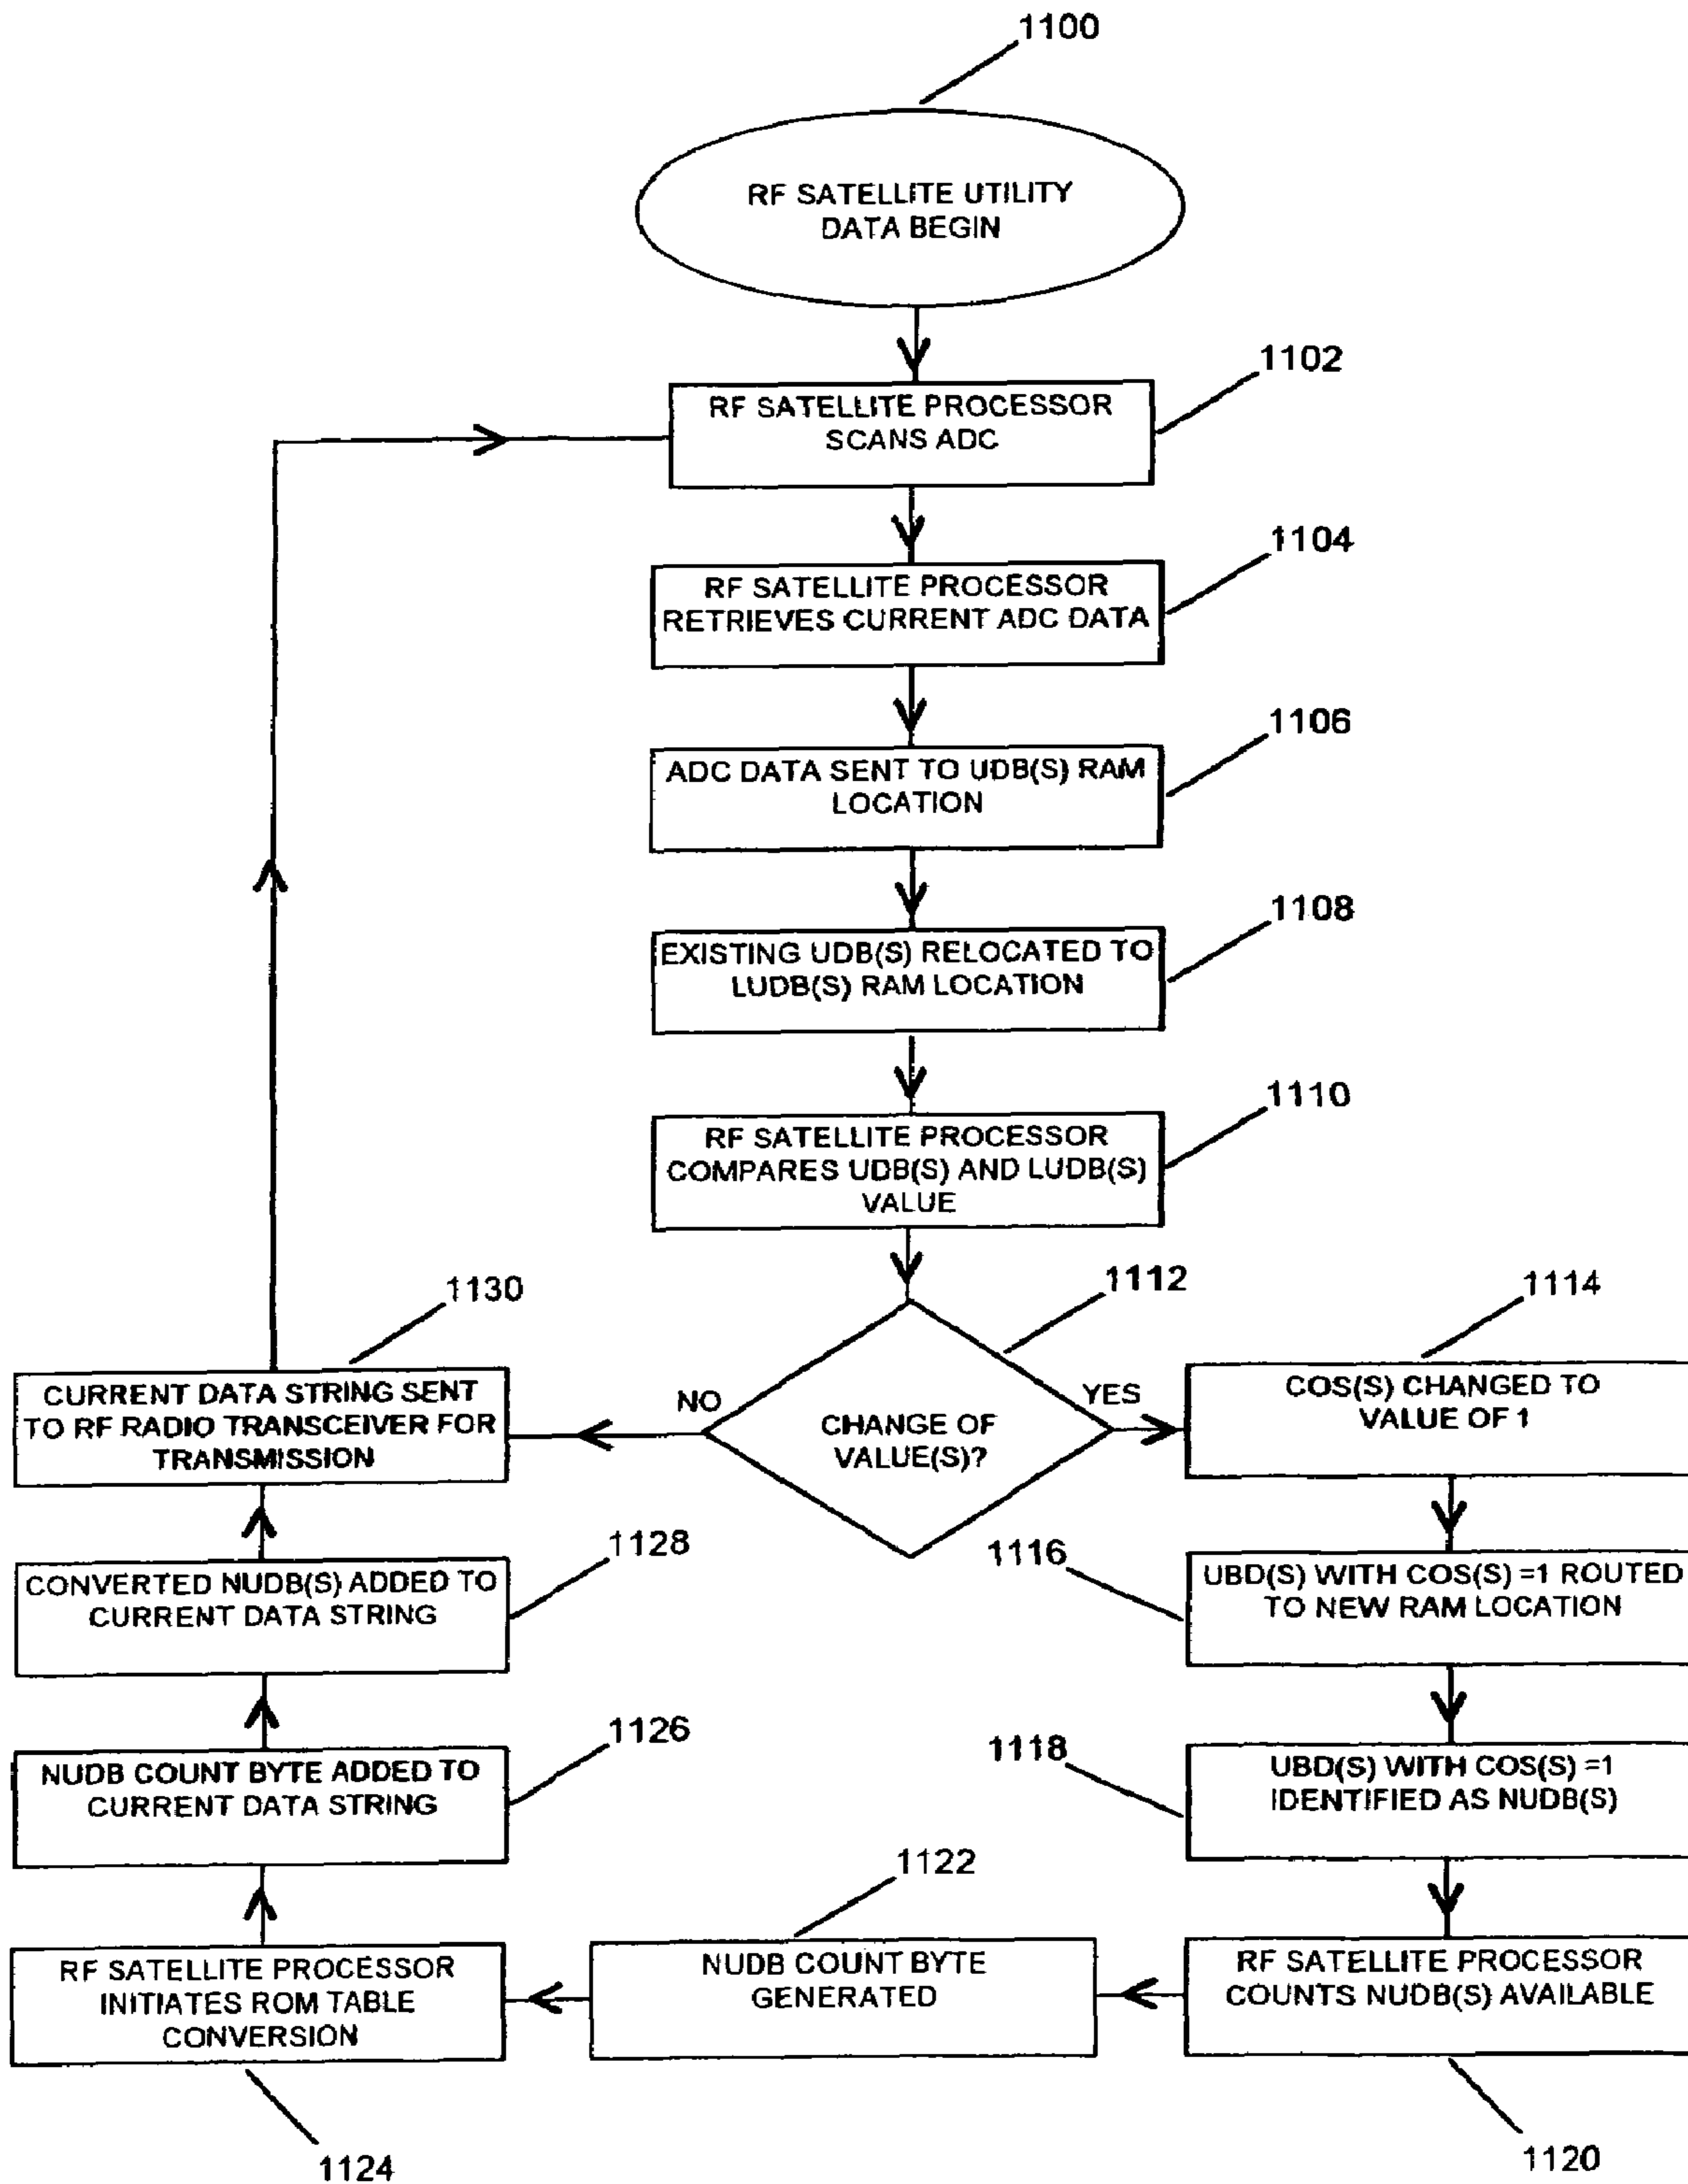 1100
RF SATELLITE UTILITY
DATA BEGIN
1102
RF SATELLITE PROCESSOR
SCANS ADC
1104
RF SATELLITE PROCESSOR
RETRIEVES CURRENT ADC DATA
1106
ADC DATA SENT TO UDB(S) RAM
LOCATION
1108
EXISTING UDB(S) RELOCATED TO
LUDB(S) RAM LOCATION
1110
RF SATELLITE PROCESSOR
COMPARES UDB(S) AND LUDB(S)
VALUE
1112
CHANGE OF
VALUE(S)?
NO
YES
1114
COS(S) CHANGED TO
VALUE OF 1
1116
UBD(S) WITH COS(S) =1 ROUTED
TO NEW RAM LOCATION
1118
UBD(S) WITH COS(S) =1
IDENTIFIED AS NUDB(S)
RF SATELLITE PROCESSOR
COUNTS NUDB(S) AVAILABLE
1120
1122
NUDB COUNT BYTE
GENERATED
RF SATELLITE PROCESSOR
INITIATES ROM TABLE
CONVERSION
1124
1126
NUDB COUNT BYTE ADDED TO
CURRENT DATA STRING
1128
CONVERTED NUDB(S) ADDED TO
CURRENT DATA STRING
1130
CURRENT DATA STRING SENT
TO RF RADIO TRANSCEIVER FOR
TRANSMISSION